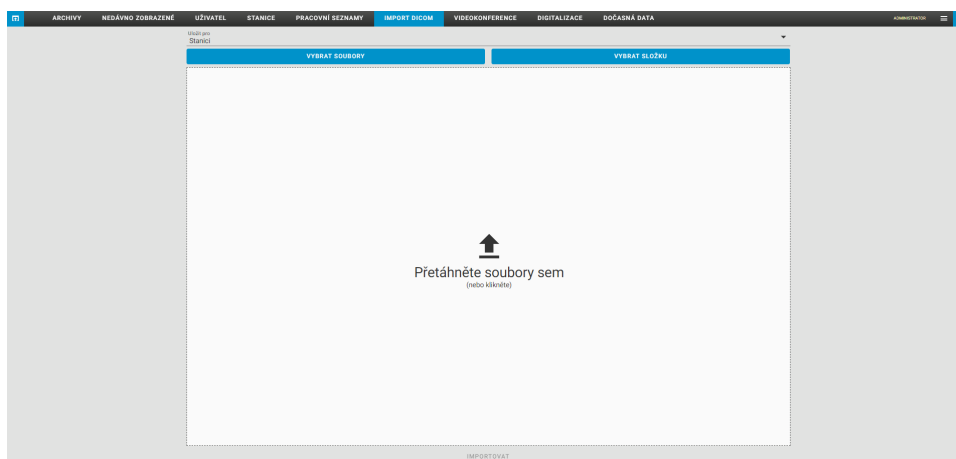 ARCHIVY NEDÁVNO ZOBRAZENÉ UŽIVATEL STANICE PRACOVNÍ SEZNAMY IMPORT DICOM VIDEOKONFERENCE DIGITALIZACE DOČASNÁ DATA ADMINISTRATOR
Uložit pro
Stanici
VYBRAT SOUBORY VYBRAT SLOŽKU
Přetáhněte soubory sem
(nebo klikněte)
IMPORTOVAT